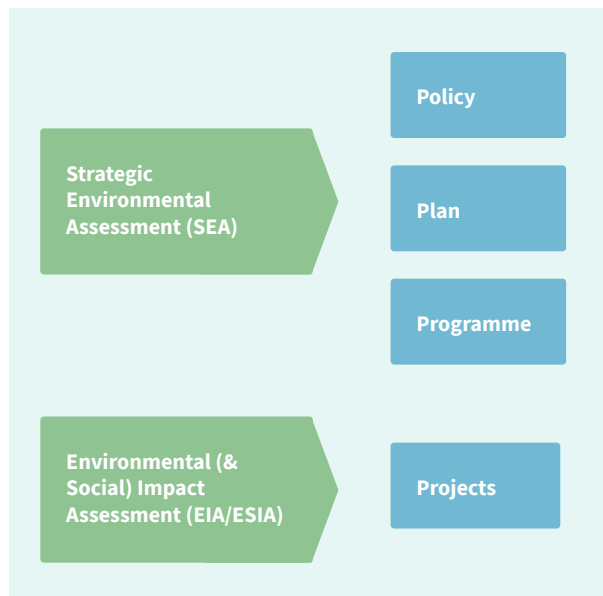 Policy
Strategic
Environmental
Assessment (SEA)
Plan
Programme
Environmental (&
Social) Impact
Assessment (EIA/ESIA)
Projects